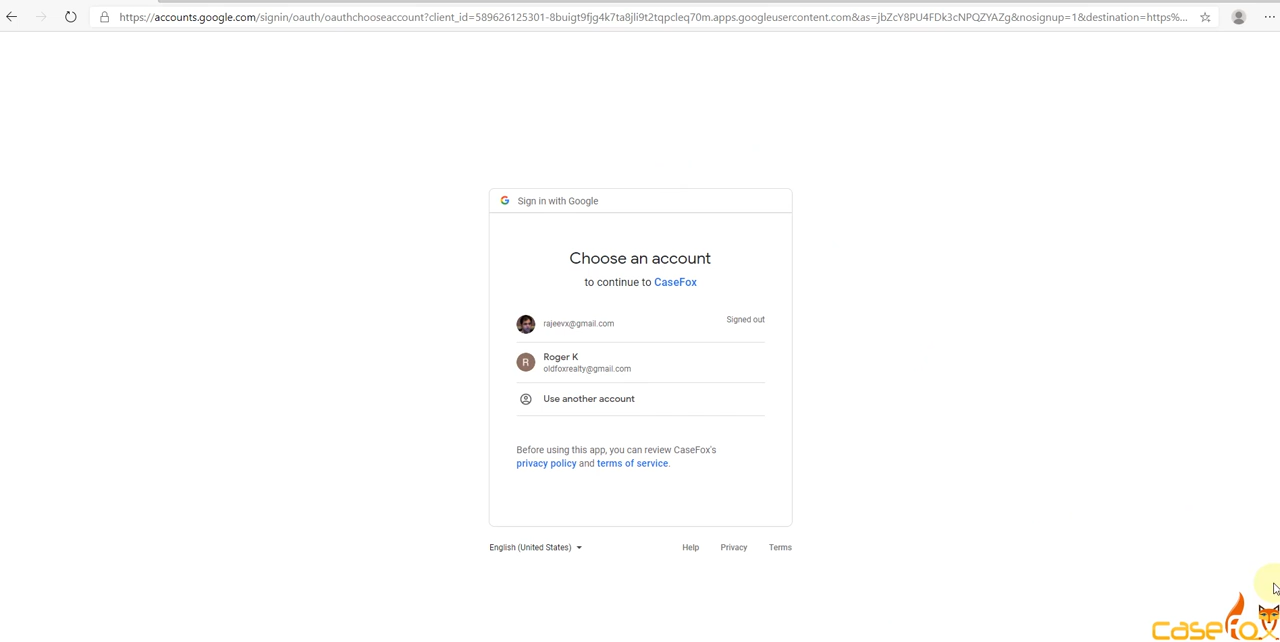 https://accounts.google.com/signin/oauth/oauthchooseaccount?client_id=589626125301-8buigt9fjg4k7ta8jli9t2tqpcleq70m.apps.googleusercontent.com&as=jbZcY8PU4FDk3cNPQZYAZg&nosignup=1&destination=https%...
Sign in with Google
Choose an account
to continue to CaseFox
rajeevx@gmail.com
Signed out
R
Roger K
oldfoxrealty@gmail.com
Use another account
Before using this app, you can review CaseFox's
privacy policy and terms of service.
English (United States)
Help
Privacy
Terms
casefox